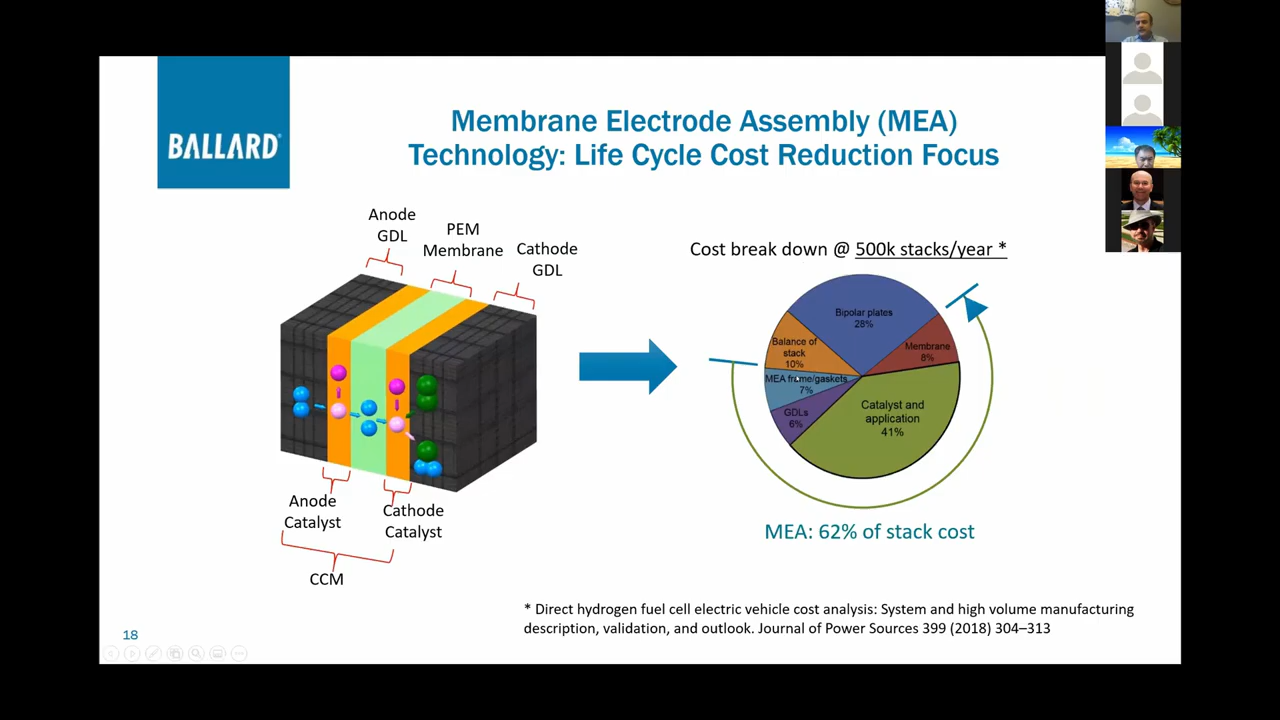 BALLARD®
Membrane Electrode Assembly (MEA)
Technology: Life Cycle Cost Reduction Focus
Anode
GDL
PEM
Membrane
Cathode
GDL
Anode
Catalyst
Cathode
Catalyst
CCM
Cost break down @ 500k stacks/year *
Bipolar plates
28%
Membrane
8%
Catalyst and
application
41%
GDLs
6%
MEA frame/gaskets
7%
Balance of
stack
10%
MEA: 62% of stack cost
* Direct hydrogen fuel cell electric vehicle cost analysis: System and high volume manufacturing
description, validation, and outlook. Journal of Power Sources 399 (2018) 304–313
18